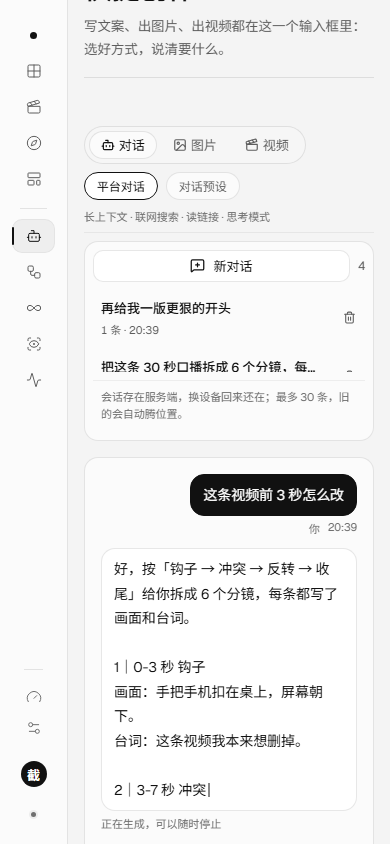 写文案、出图片、出视频都在这一个输入框里：
选好方式，说清要什么。
对话
图片
视频
平台对话
对话预设
长上下文 · 联网搜索 · 读链接 · 思考模式
新对话
4
再给我一版更狠的开头
1 条 · 20:39
把这条 30 秒口播拆成 6 个分镜，每...
会话存在服务端，换设备回来还在；最多 30 条，旧
的会自动腾位置。
这条视频前 3 秒怎么改
你 20:39
好，按「钩子 → 冲突 → 反转 → 收
尾」给你拆成 6 个分镜，每条都写了
画面和台词。
1｜0-3 秒 钩子
画面：手把手机扣在桌上，屏幕朝
下。
台词：这条视频我本来想删掉。
2｜3-7 秒 冲突
正在生成，可以随时停止
截